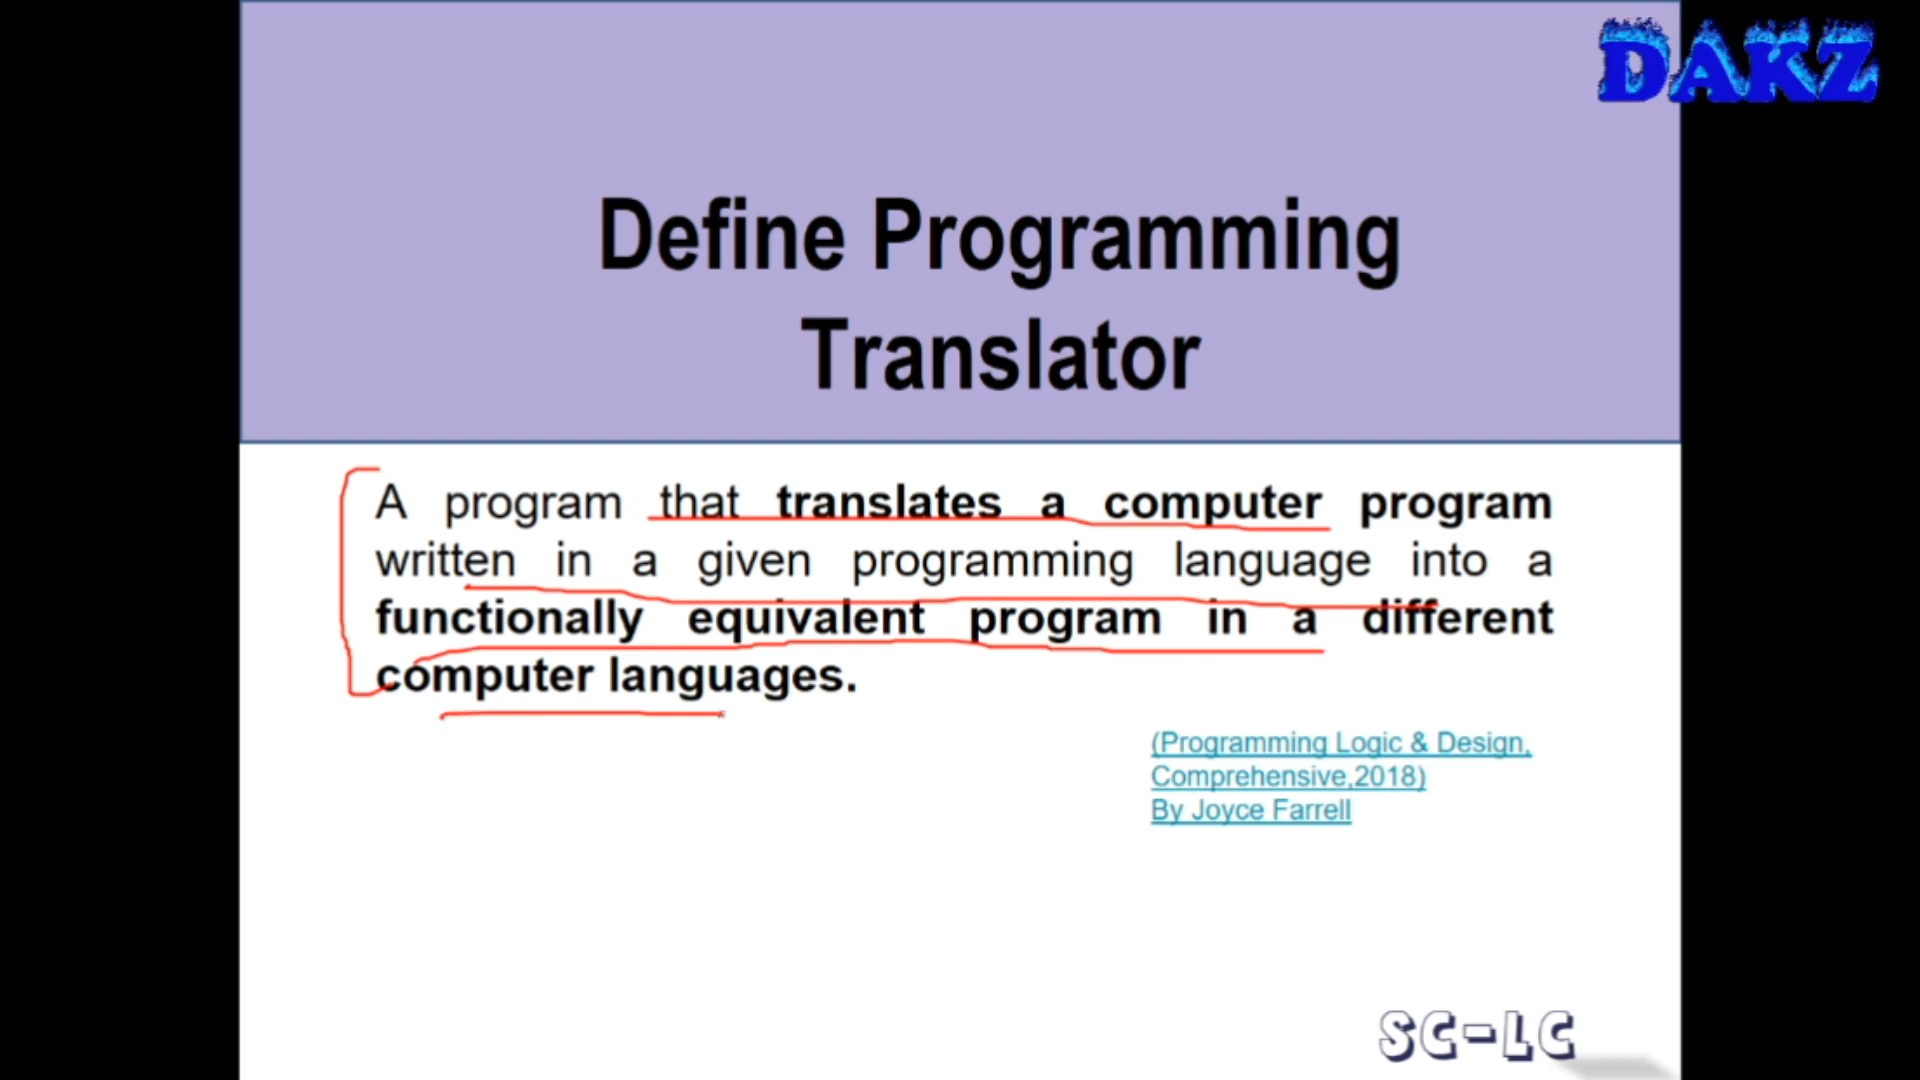 DAKZ
Define Programming
Translator
A program that translates a computer program
written in a given programming language into a
functionally equivalent program in a different
computer languages.
(Programming Logic & Design,
Comprehensive,2018)
By Joyce Farrell
SC-LC